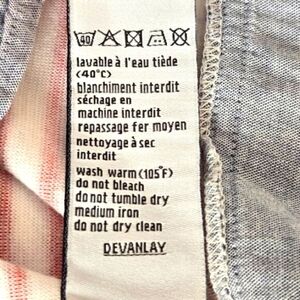 40
lavable à l'eau tiède
(40°C)
blanchiment interdit
séchage en
machine interdit
repassage fer moyen
nettoyage à sec
interdit
wash warm (105°F)
do not bleach
do not tumble dry
medium iron
do not dry clean
DEVANLAY